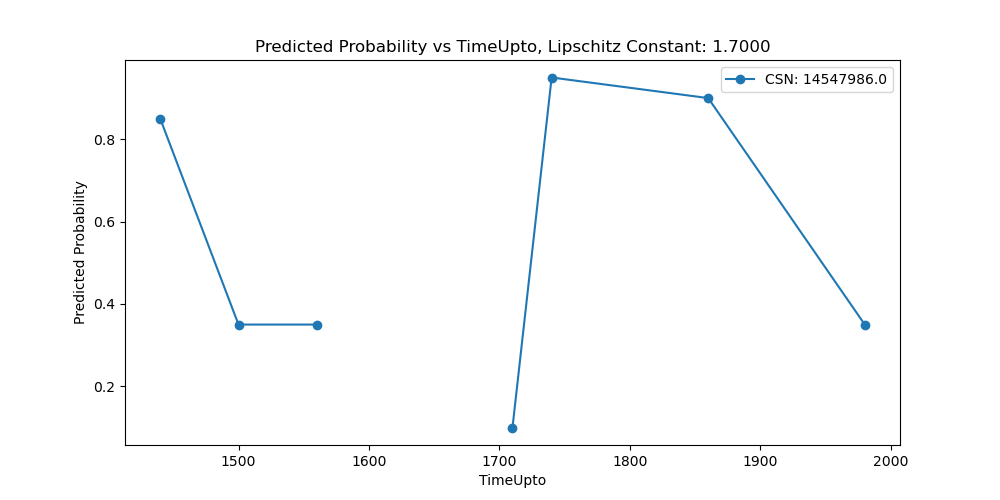 Predicted Probability vs TimeUpto, Lipschitz Constant: 1.7000
CSN: 14547986.0
Predicted Probability
0.8
0.6
0.4
0.2
1500 1600 1700 1800 1900 2000
TimeUpto